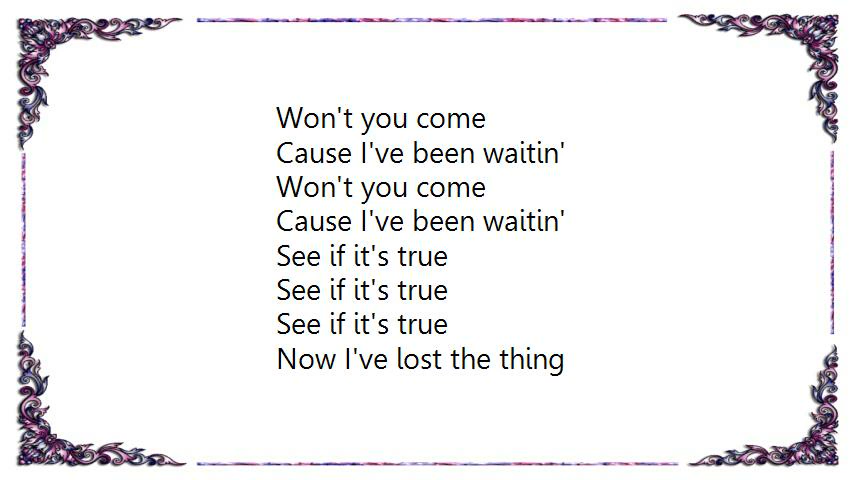 Won't you come
Cause I've been waitin'
Won't you come
Cause I've been waitin'
See if it's true
See if it's true
See if it's true
Now I've lost the thing